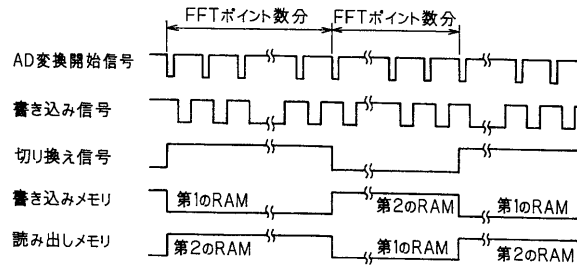 FFTポイント数分 FFTポイント数分
AD変換開始信号
書き込み信号
切り換え信号
書き込みメモリ 第1のRAM 第2のRAM 第1のRAM
読み出しメモリ 第2のRAM 第1のRAM 第2のRAM